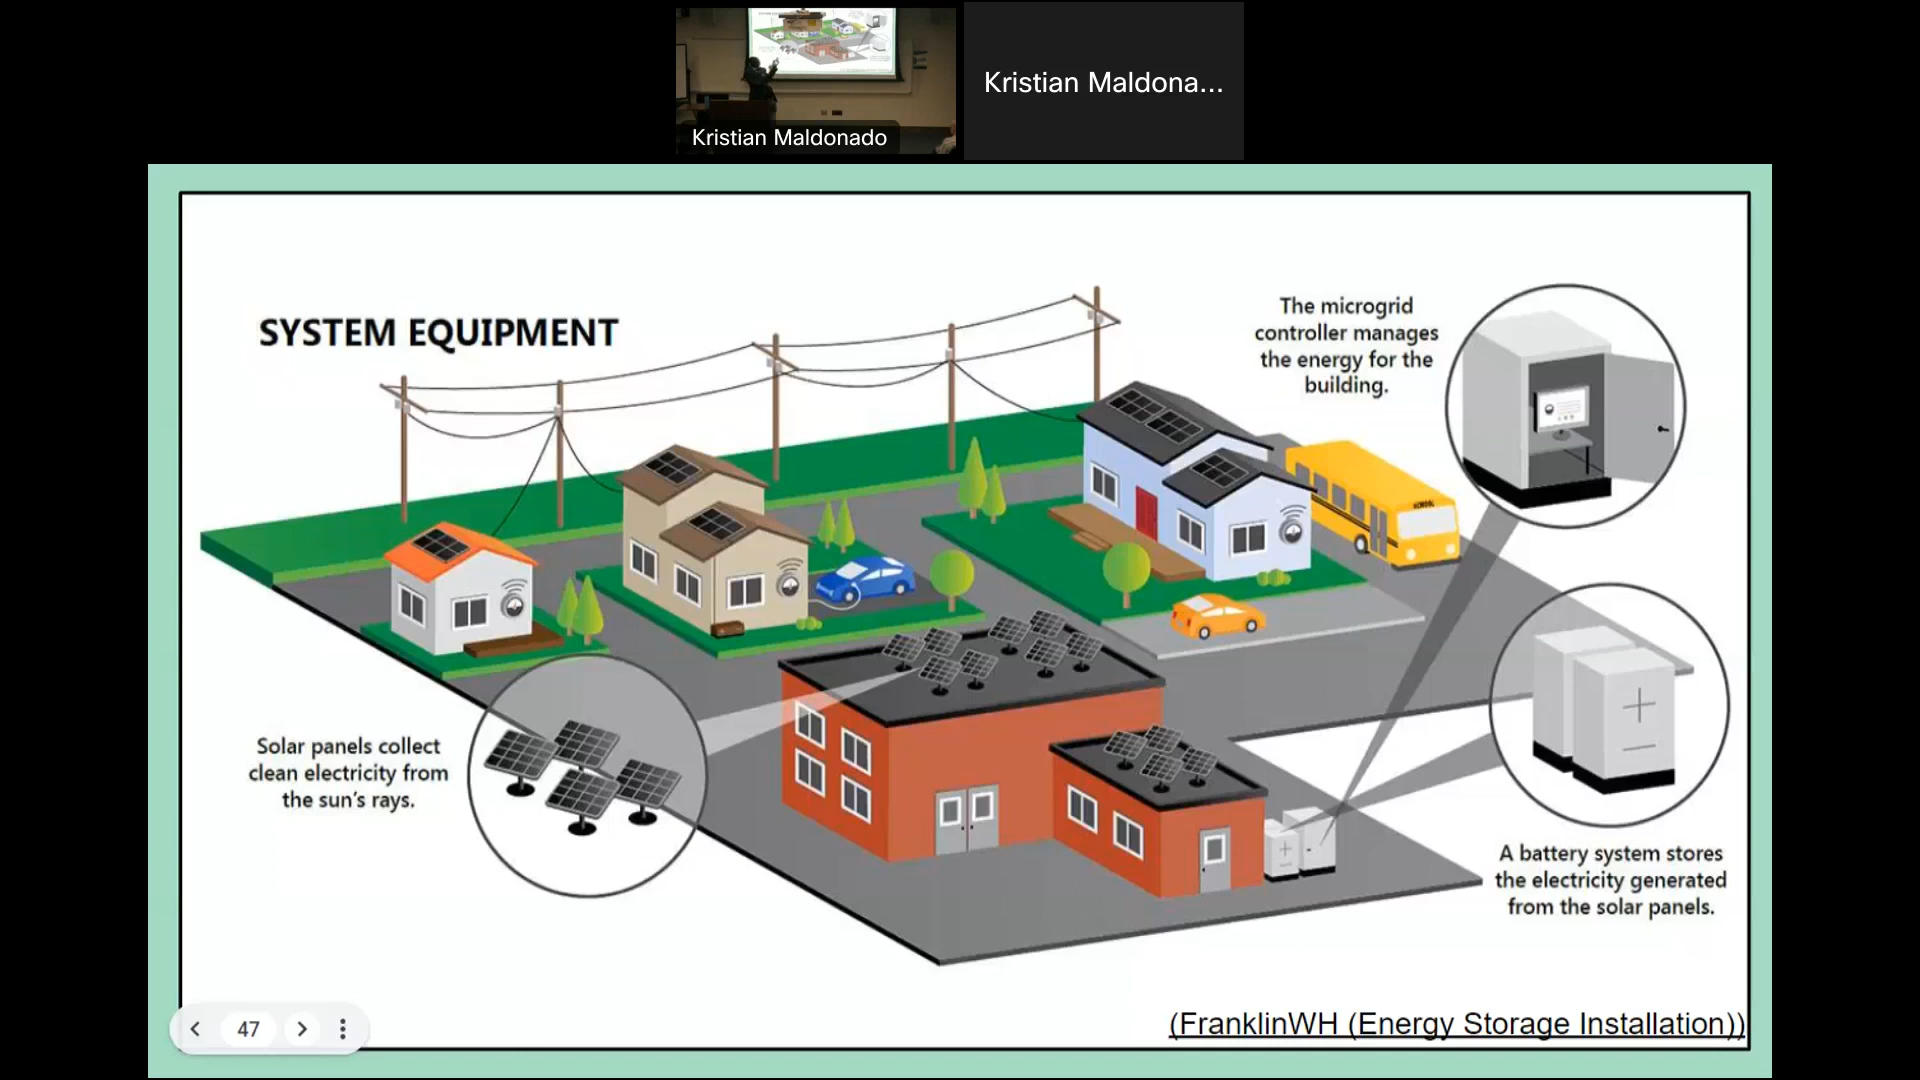 Kristian Maldonado
Kristian Maldona...
SYSTEM EQUIPMENT
The microgrid
controller manages
the energy for the
building.
SCHOOL
Solar panels collect
clean electricity from
the sun's rays.
A battery system stores
the electricity generated
from the solar panels.
(FranklinWH (Energy Storage Installation))
47